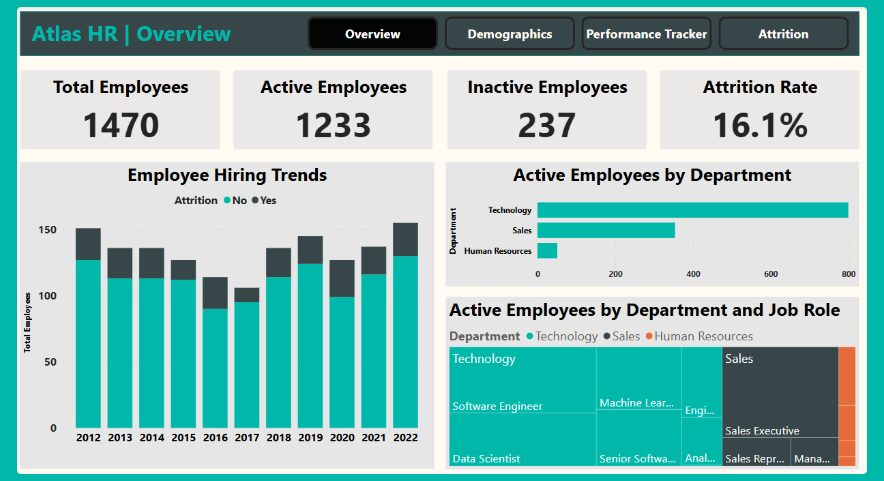 Atlas HR | Overview
Overview
Demographics
Performance Tracker
Attrition
Total Employees
1470
Active Employees
1233
Inactive Employees
237
Attrition Rate
16.1%
Employee Hiring Trends
Attrition No Yes
Total Employees
150
100
50
0
2012 2013 2014 2015 2016 2017 2018 2019 2020 2021 2022
Active Employees by Department
Department
Technology
Sales
Human Resources
0 200 400 600 800
Active Employees by Department and Job Role
Department Technology Sales Human Resources
Technology
Software Engineer
Data Scientist
Machine Lear...
Senior Softwa...
Engi...
Anal...
Sales
Sales Executive
Sales Repr...
Mana...